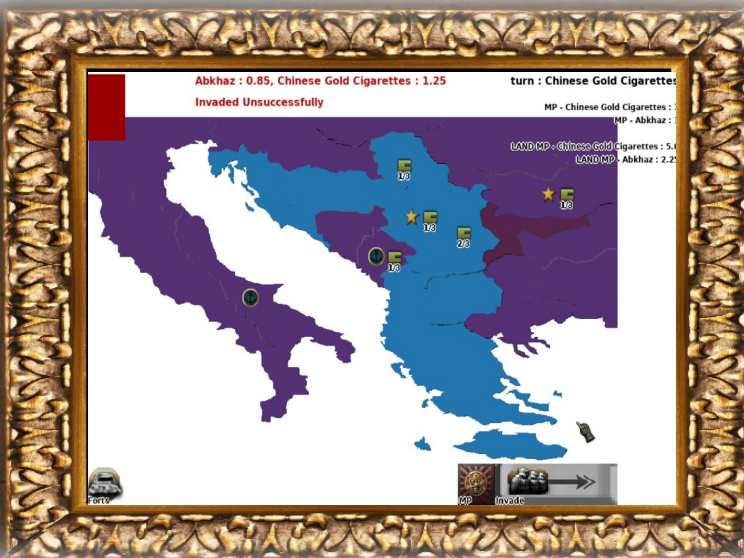 Abkhaz : 0.85, Chinese Gold Cigarettes : 1.25
turn : Chinese Gold Cigarettes
Invaded Unsuccessfully
MP - Chinese Gold Cigarettes :
MP - Abkhaz :
LAND MP - Chinese Gold Cigarettes : 5.
LAND MP - Abkhaz : 2.25
1/3
1/3
1/3
2/3
1/3
Forts
MP
Invade